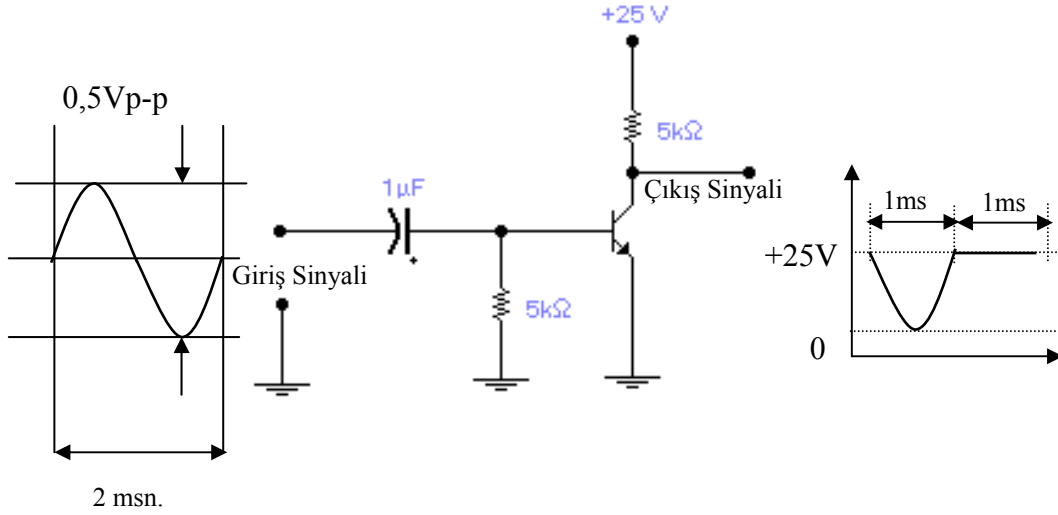 +25 V
0,5Vp-p
5kΩ
1µF
Çıkış Sinyali
1ms
1ms
+25V
Giriş Sinyali
5kΩ
0
2 msn.